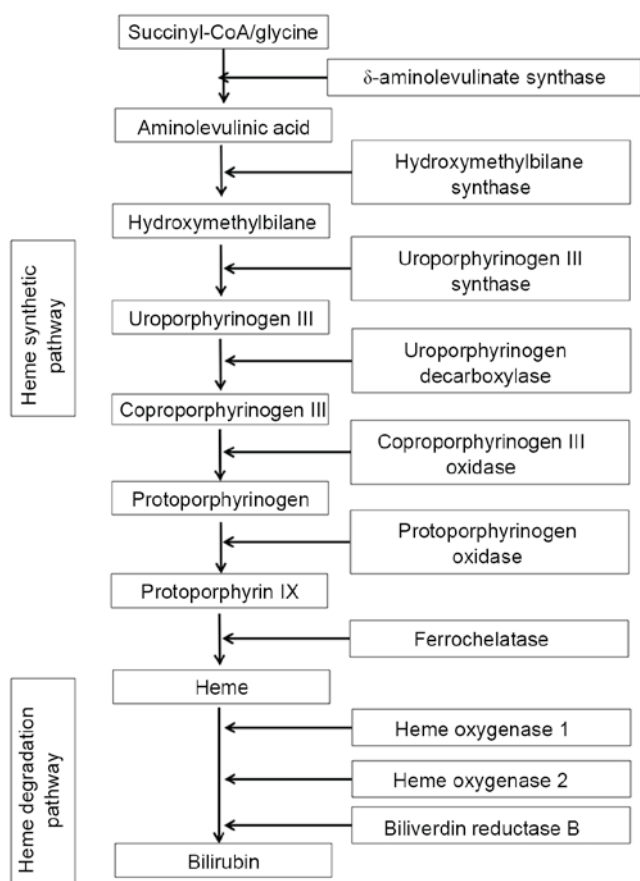 Succinyl-CoA/glycine
δ-aminolevulinate synthase
Aminolevulinic acid
Hydroxymethylbilane
synthase
Hydroxymethylbilane
Uroporphyrinogen III
synthase
Heme synthetic
pathway
Uroporphyrinogen III
Uroporphyrinogen
decarboxylase
Coproporphyrinogen III
Coproporphyrinogen III
oxidase
Protoporphyrinogen
Protoporphyrinogen
oxidase
Protoporphyrin IX
Ferrochelatase
Heme
Heme oxygenase 1
Heme degradation
pathway
Heme oxygenase 2
Biliverdin reductase B
Bilirubin